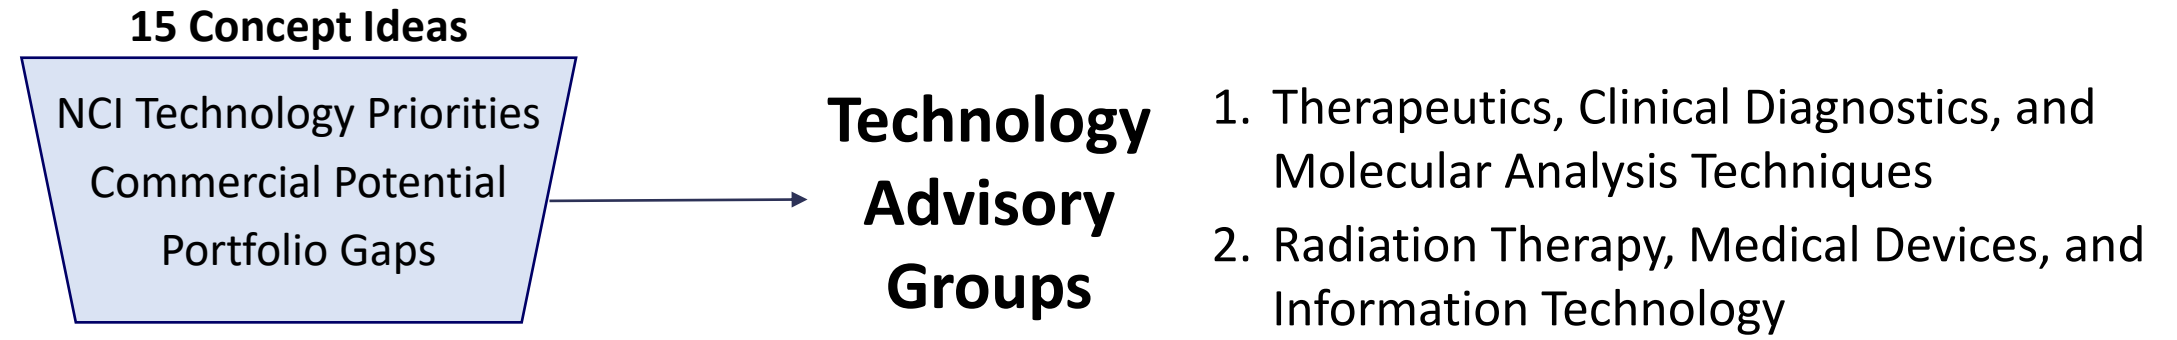 15 Concept Ideas
NCI Technology Priorities
Commercial Potential
Portfolio Gaps
Technology
Advisory
Groups
1. Therapeutics, Clinical Diagnostics, and
Molecular Analysis Techniques
2. Radiation Therapy, Medical Devices, and
Information Technology